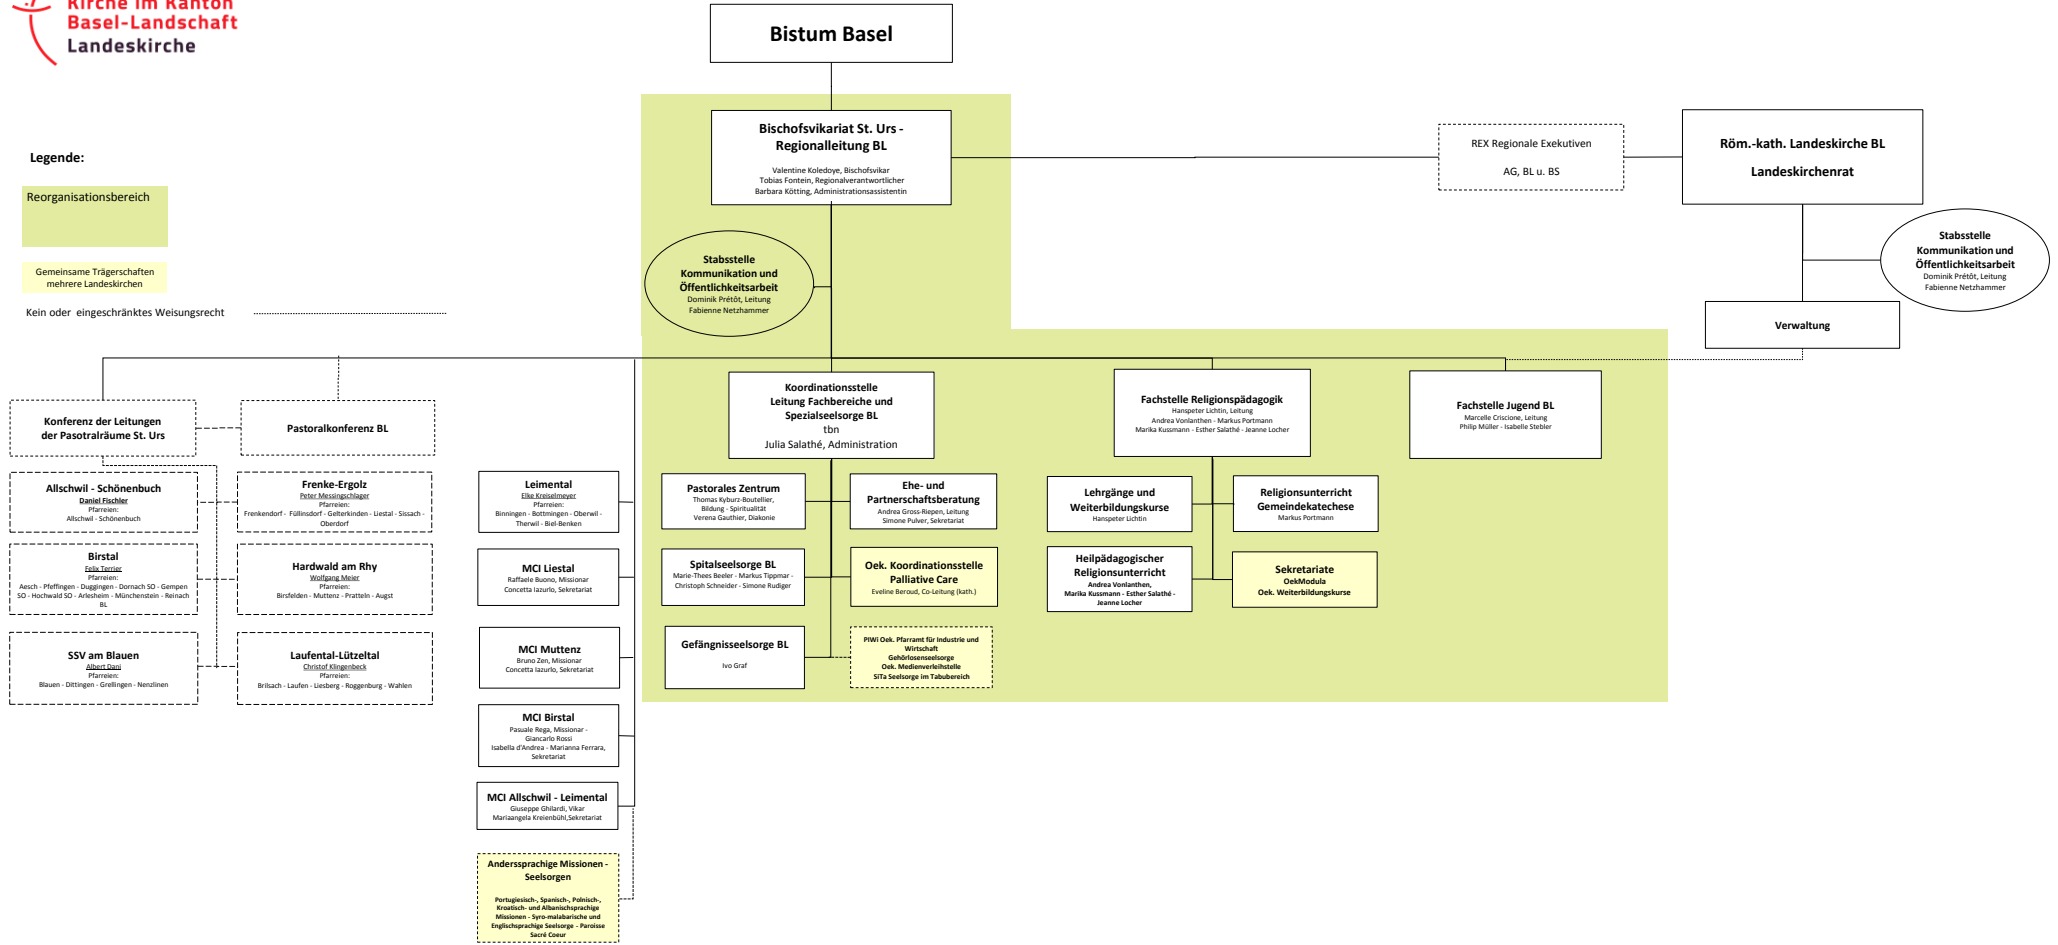 Kirche im Kanton
Basel-Landschaft
Landeskirche
Bistum Basel
Bischofsvikariat St. Urs -
Regionalleitung BL
Valentine Koledoye, Bischofsvikar
Tobias Fontein, Regionalverantwortlicher
Barbara Kötting, Administrationsassistentin
REX Regionale Exekutiven
AG, BL u. BS
Röm.-kath. Landeskirche BL
Landeskirchenrat
Legende:
Reorganisationsbereich
Gemeinsame Trägerschaften
mehrere Landeskirchen
Kein oder eingeschränktes Weisungsrecht
Stabsstelle
Kommunikation und
Öffentlichkeitsarbeit
Dominik Prétôt, Leitung
Fabienne Netzhammer
Stabsstelle
Kommunikation und
Öffentlichkeitsarbeit
Dominik Prétôt, Leitung
Fabienne Netzhammer
Verwaltung
Konferenz der Leitungen
der Pasotralräume St. Urs
Pastoralkonferenz BL
Koordinationsstelle
Leitung Fachbereiche und
Spezialseelsorge BL
tbn
Julia Salathé, Administration
Fachstelle Religionspädagogik
Hanspeter Lichtin, Leitung
Andrea Vonlanthen - Markus Portmann
Marika Kussmann - Esther Salathé - Jeanne Locher
Fachstelle Jugend BL
Marcelle Criscione, Leitung
Philip Müller - Isabelle Stebler
Allschwil - Schönenbuch
Daniel Fischler
Pfarreien:
Allschwil - Schönenbuch
Frenke-Ergolz
Peter Messingschlager
Pfarreien:
Frenkendorf - Füllinsdorf - Gelterkinden - Liestal - Sissach -
Oberdorf
Birstal
Felix Terrier
Pfarreien:
Aesch - Pfeffingen - Duggingen - Dornach SO - Gempen
SO - Hochwald SO - Arlesheim - Münchenstein - Reinach
BL
Hardwald am Rhy
Wolfgang Meier
Pfarreien:
Birsfelden - Muttenz - Pratteln - Augst
SSV am Blauen
Albert Dani
Pfarreien:
Blauen - Dittingen - Grellingen - Nenzlinen
Laufental-Lützeltal
Christof Klingenbeck
Pfarreien:
Brilsach - Laufen - Liesberg - Roggenburg - Wahlen
Leimental
Elke Kreiselmeyer
Pfarreien:
Binningen - Bottmingen - Oberwil -
Therwil - Biel-Benken
MCI Liestal
Raffaele Buono, Missionar
Concetta Iazurlo, Sekretariat
MCI Muttenz
Bruno Zen, Missionar
Concetta Iazurlo, Sekretariat
MCI Birstal
Pasuale Rega, Missionar -
Giancarlo Rossi
Isabella d'Andrea - Marianna Ferrara,
Sekretariat
MCI Allschwil - Leimental
Giuseppe Ghilardi, Vikar
Mariaangela Kreienbühl,Sekretariat
Anderssprachige Missionen -
Seelsorgen
Portugiesisch-, Spanisch-, Polnisch-,
Kroatisch- und Albanischsprachige
Missionen - Syro-malabarische und
Englischsprachige Seelsorge - Paroisse
Sacré Coeur
Pastorales Zentrum
Thomas Kyburz-Boutellier,
Bildung - Spiritualität
Verena Gauthier, Diakonie
Ehe- und
Partnerschaftsberatung
Andrea Gross-Riepen, Leitung
Simone Pulver, Sekretariat
Spitalseelsorge BL
Marie-Thees Beeler - Markus Tippmar -
Christoph Schneider - Simone Rudiger
Oek. Koordinationsstelle
Palliative Care
Eveline Beroud, Co-Leitung (kath.)
Gefängnisseelsorge BL
Ivo Graf
PIWi Oek. Pfarramt für Industrie und
Wirtschaft
Gehörlosenseelsorge
Oek. Medienverleihstelle
SiTa Seelsorge im Tabubereich
Lehrgänge und
Weiterbildungskurse
Hanspeter Lichtin
Religionsunterricht
Gemeindekatechese
Markus Portmann
Heilpädagogischer
Religionsunterricht
Andrea Vonlanthen,
Marika Kussmann - Esther Salathé -
Jeanne Locher
Sekretariate
OekModula
Oek. Weiterbildungskurse